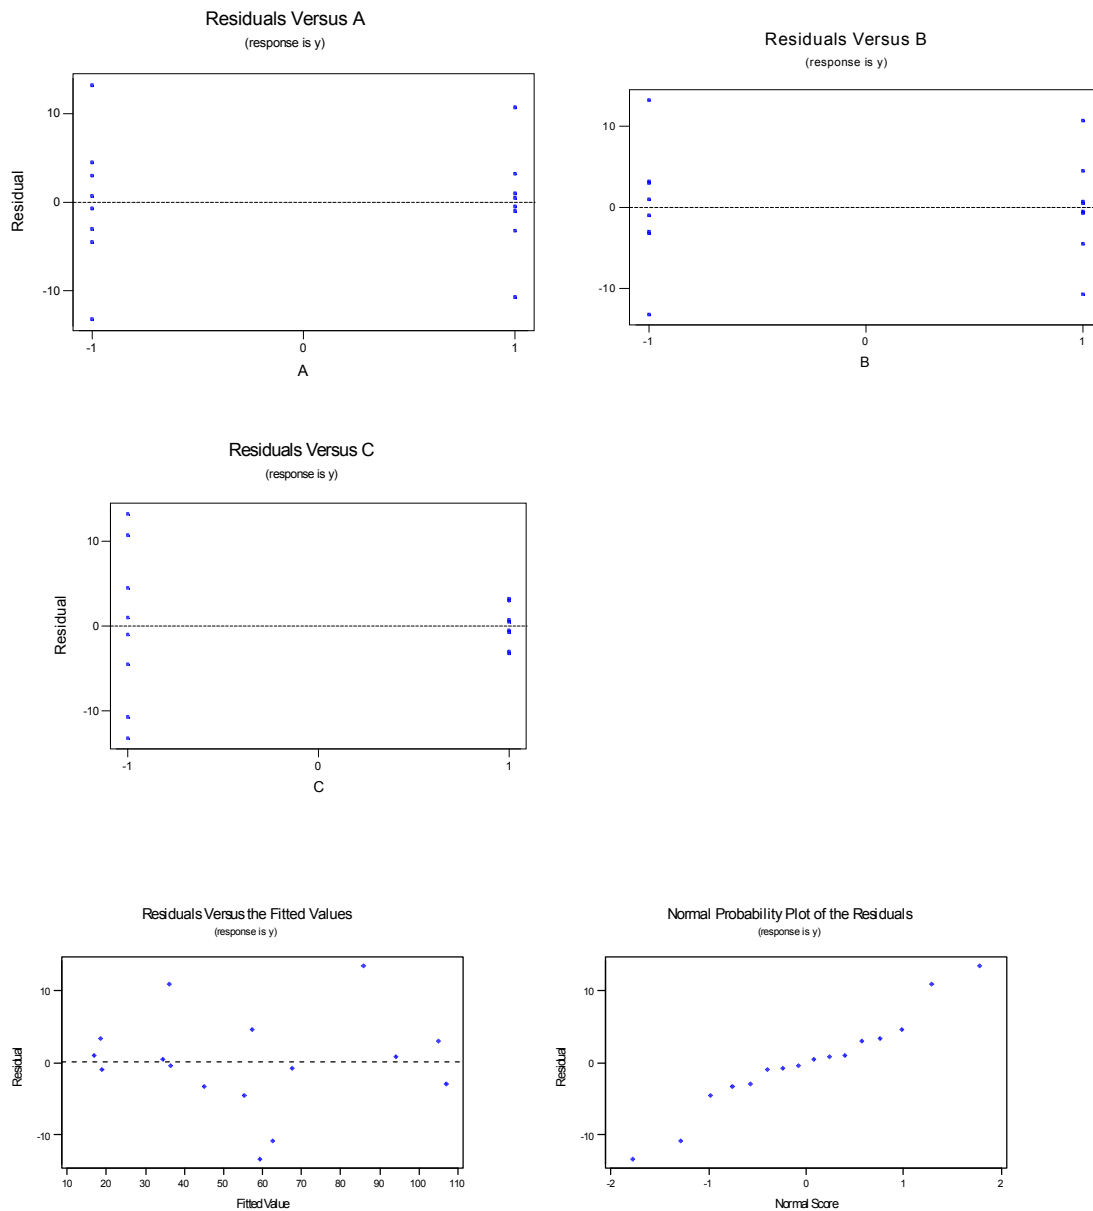 Residuals Versus A
(response is y)
10
0
-10
Residual
-1
0
1
A
Residuals Versus B
(response is y)
10
0
-10
-1
0
1
B
Residuals Versus C
(response is y)
10
0
-10
Residual
-1
0
1
C
Residuals Versus the Fitted Values
(response is y)
10
0
-10
Residual
10 20 30 40 50 60 70 80 90 100 110
Fitted Value
Normal Probability Plot of the Residuals
(response is y)
10
0
-10
Residual
-2 -1 0 1 2
Normal Score